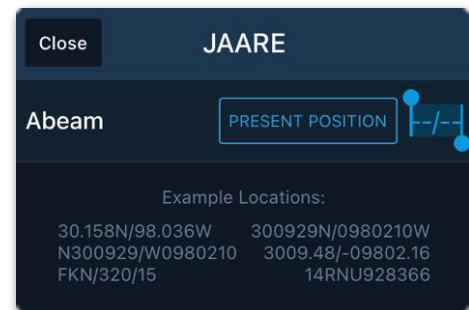 Close JAARE
Abeam PRESENT POSITION --/--
Example Locations:
30.158N/98.036W 300929N/0980210W
N300929/W0980210 3009.48/-09802.16
FKN/320/15 14RNU928366